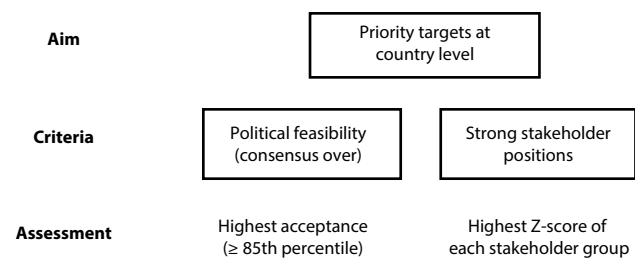 Aim
Priority targets at
country level
Criteria
Political feasibility
(consensus over)
Strong stakeholder
positions
Assessment
Highest acceptance
(≥ 85th percentile)
Highest Z-score of
each stakeholder group